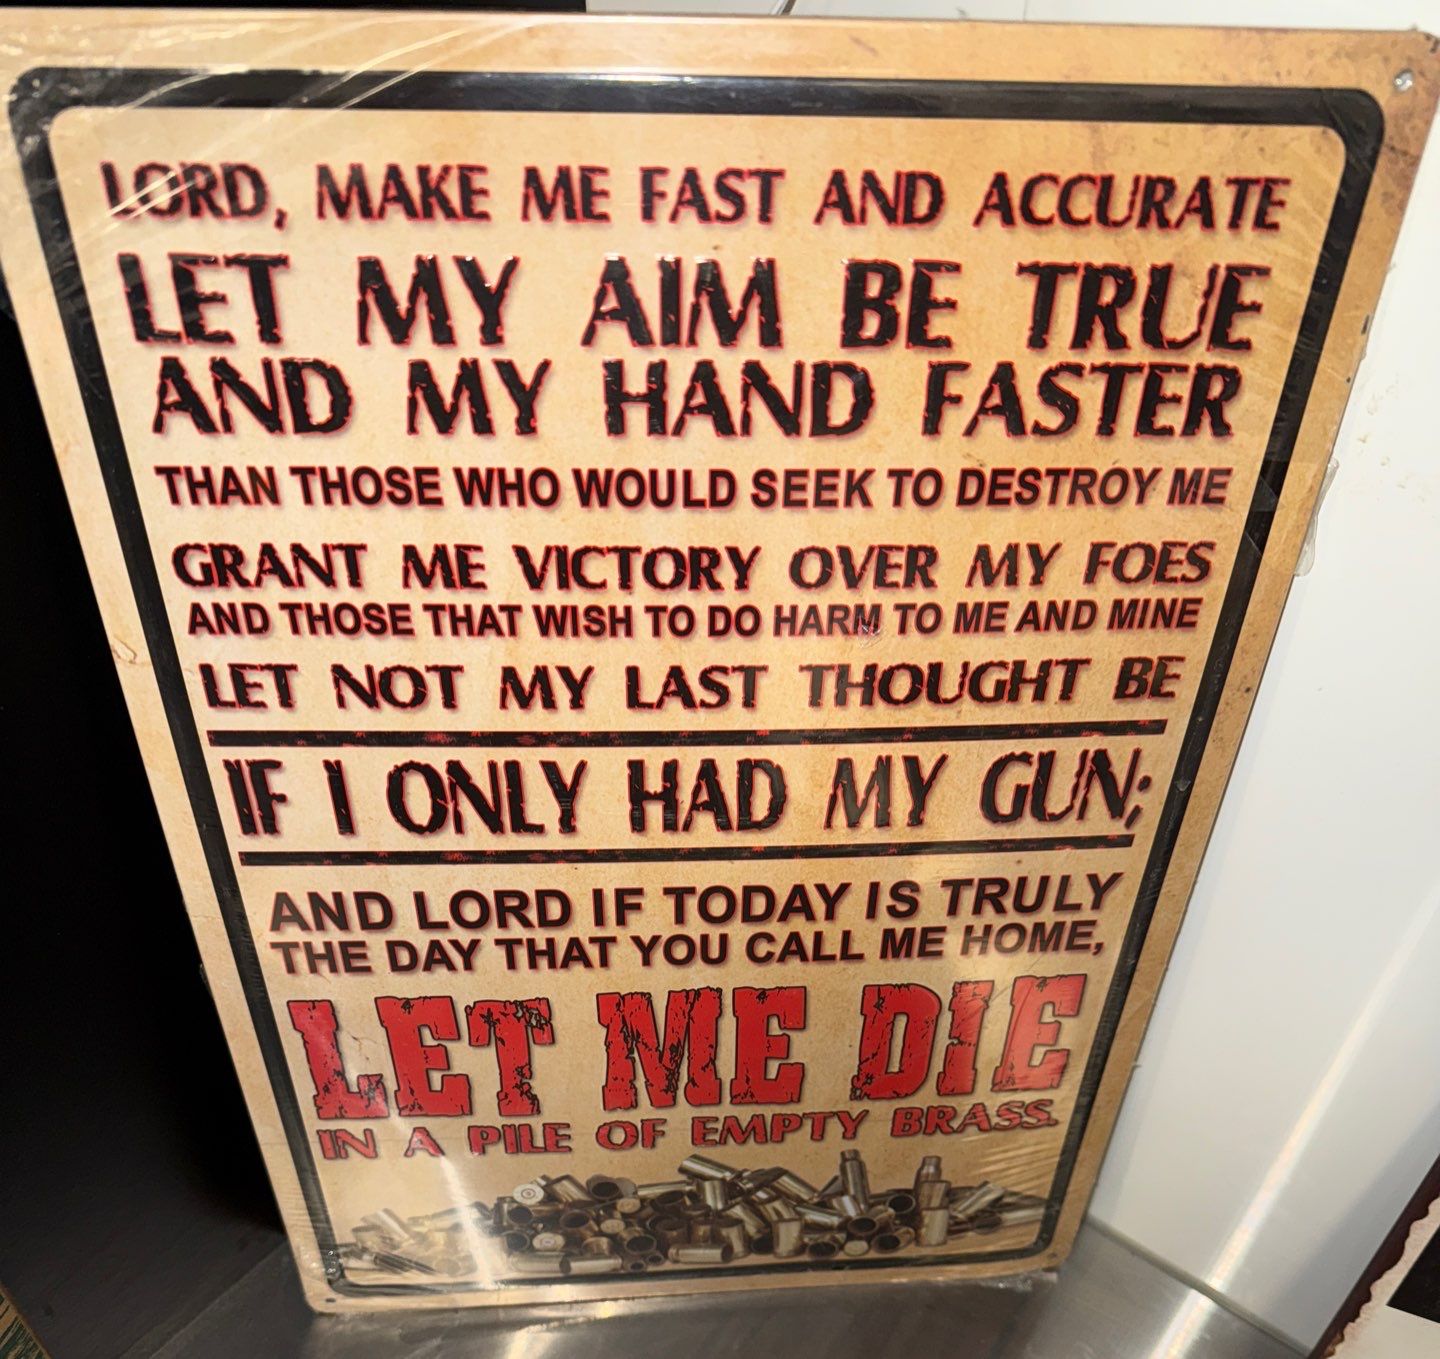 LORD, MAKE ME FAST AND ACCURATE
LET MY AIM BE TRUE
AND MY HAND FASTER
THAN THOSE WHO WOULD SEEK TO DESTROY ME
GRANT ME VICTORY OVER MY FOES
AND THOSE THAT WISH TO DO HARM TO ME AND MINE
LET NOT MY LAST THOUGHT BE
IF I ONLY HAD MY GUN;
AND LORD IF TODAY IS TRULY
THE DAY THAT YOU CALL ME HOME,
LET ME DIE
IN A PILE OF EMPTY BRASS.